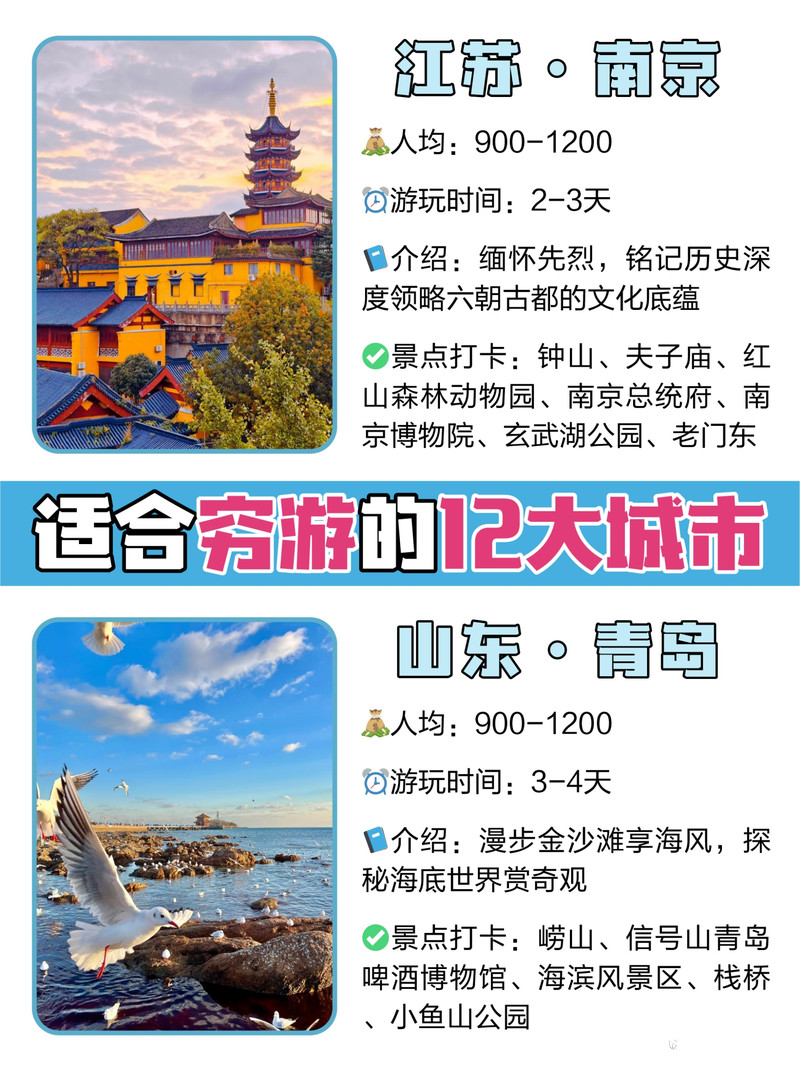 江苏·南京
人均：900-1200
游玩时间：2-3天
介绍：缅怀先烈，铭记历史深
度领略六朝古都的文化底蕴
景点打卡：钟山、夫子庙、红
山森林动物园、南京总统府、南
京博物院、玄武湖公园、老门东
适合穷游的12大城市
山东·青岛
人均：900-1200
游玩时间：3-4天
介绍：漫步金沙滩享海风，探
秘海底世界赏奇观
景点打卡：崂山、信号山青岛
啤酒博物馆、海滨风景区、栈桥
、小鱼山公园